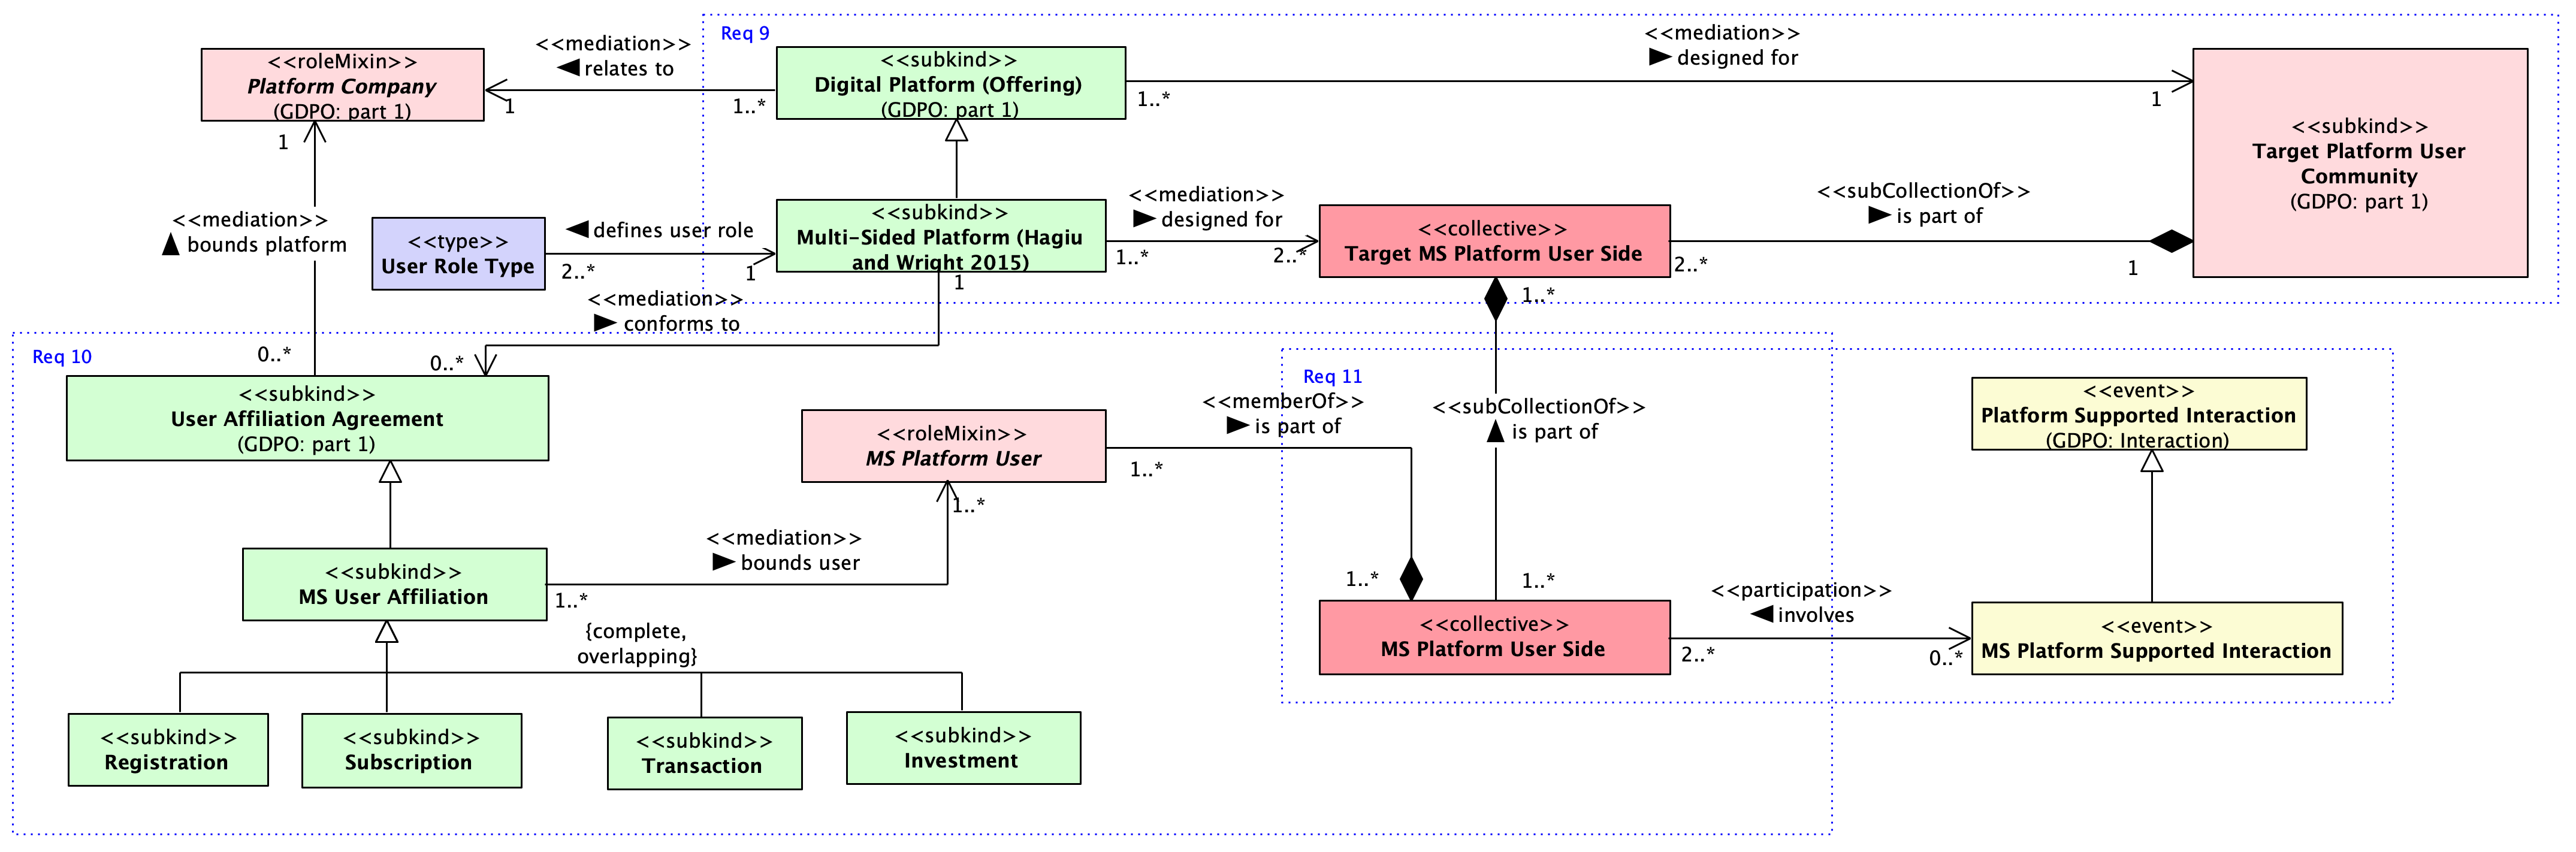 Req 9
<<roleMixin>>
Platform Company
(GDPO: part 1)
<<mediation>>
◀ relates to
1
1..*
<<subkind>>
Digital Platform (Offering)
(GDPO: part 1)
<<mediation>>
▶ designed for
1..*
1
<<subkind>>
Target Platform User
Community
(GDPO: part 1)
1
<<mediation>>
▲ bounds platform
0..*
<<type>>
User Role Type
◀ defines user role
2..*
1
<<subkind>>
Multi-Sided Platform (Hagiu
and Wright 2015)
1
<<mediation>>
▶ designed for
1..*
2..*
<<collective>>
Target MS Platform User Side
<<subCollectionOf>>
▶ is part of
2..*
1
1..*
<<mediation>>
▶ conforms to
0..*
Req 10
<<subkind>>
User Affiliation Agreement
(GDPO: part 1)
Req 11
<<roleMixin>>
MS Platform User
<<memberOf>>
▶ is part of
1..*
1..*
<<subCollectionOf>>
▲ is part of
1..*
<<event>>
Platform Supported Interaction
(GDPO: Interaction)
<<subkind>>
MS User Affiliation
<<mediation>>
▶ bounds user
1..*
1..*
<<collective>>
MS Platform User Side
<<participation>>
◀ involves
2..*
0..*
<<event>>
MS Platform Supported Interaction
{complete,
overlapping}
<<subkind>>
Registration
<<subkind>>
Subscription
<<subkind>>
Transaction
<<subkind>>
Investment